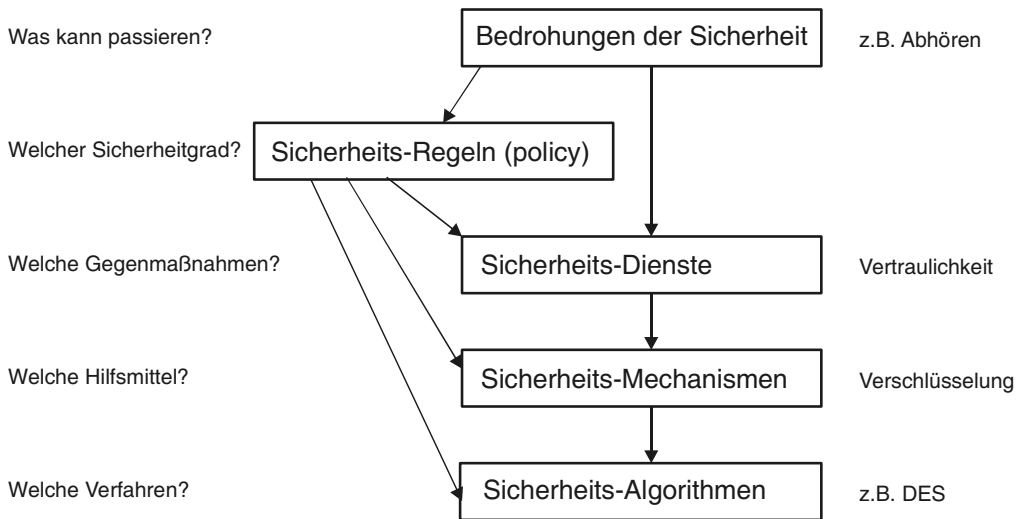 Was kann passieren?
Bedrohungen der Sicherheit
z.B. Abhören
Welcher Sicherheitgrad?
Sicherheits-Regeln (policy)
Welche Gegenmaßnahmen?
Sicherheits-Dienste
Vertraulichkeit
Welche Hilfsmittel?
Sicherheits-Mechanismen
Verschlüsselung
Welche Verfahren?
Sicherheits-Algorithmen
z.B. DES